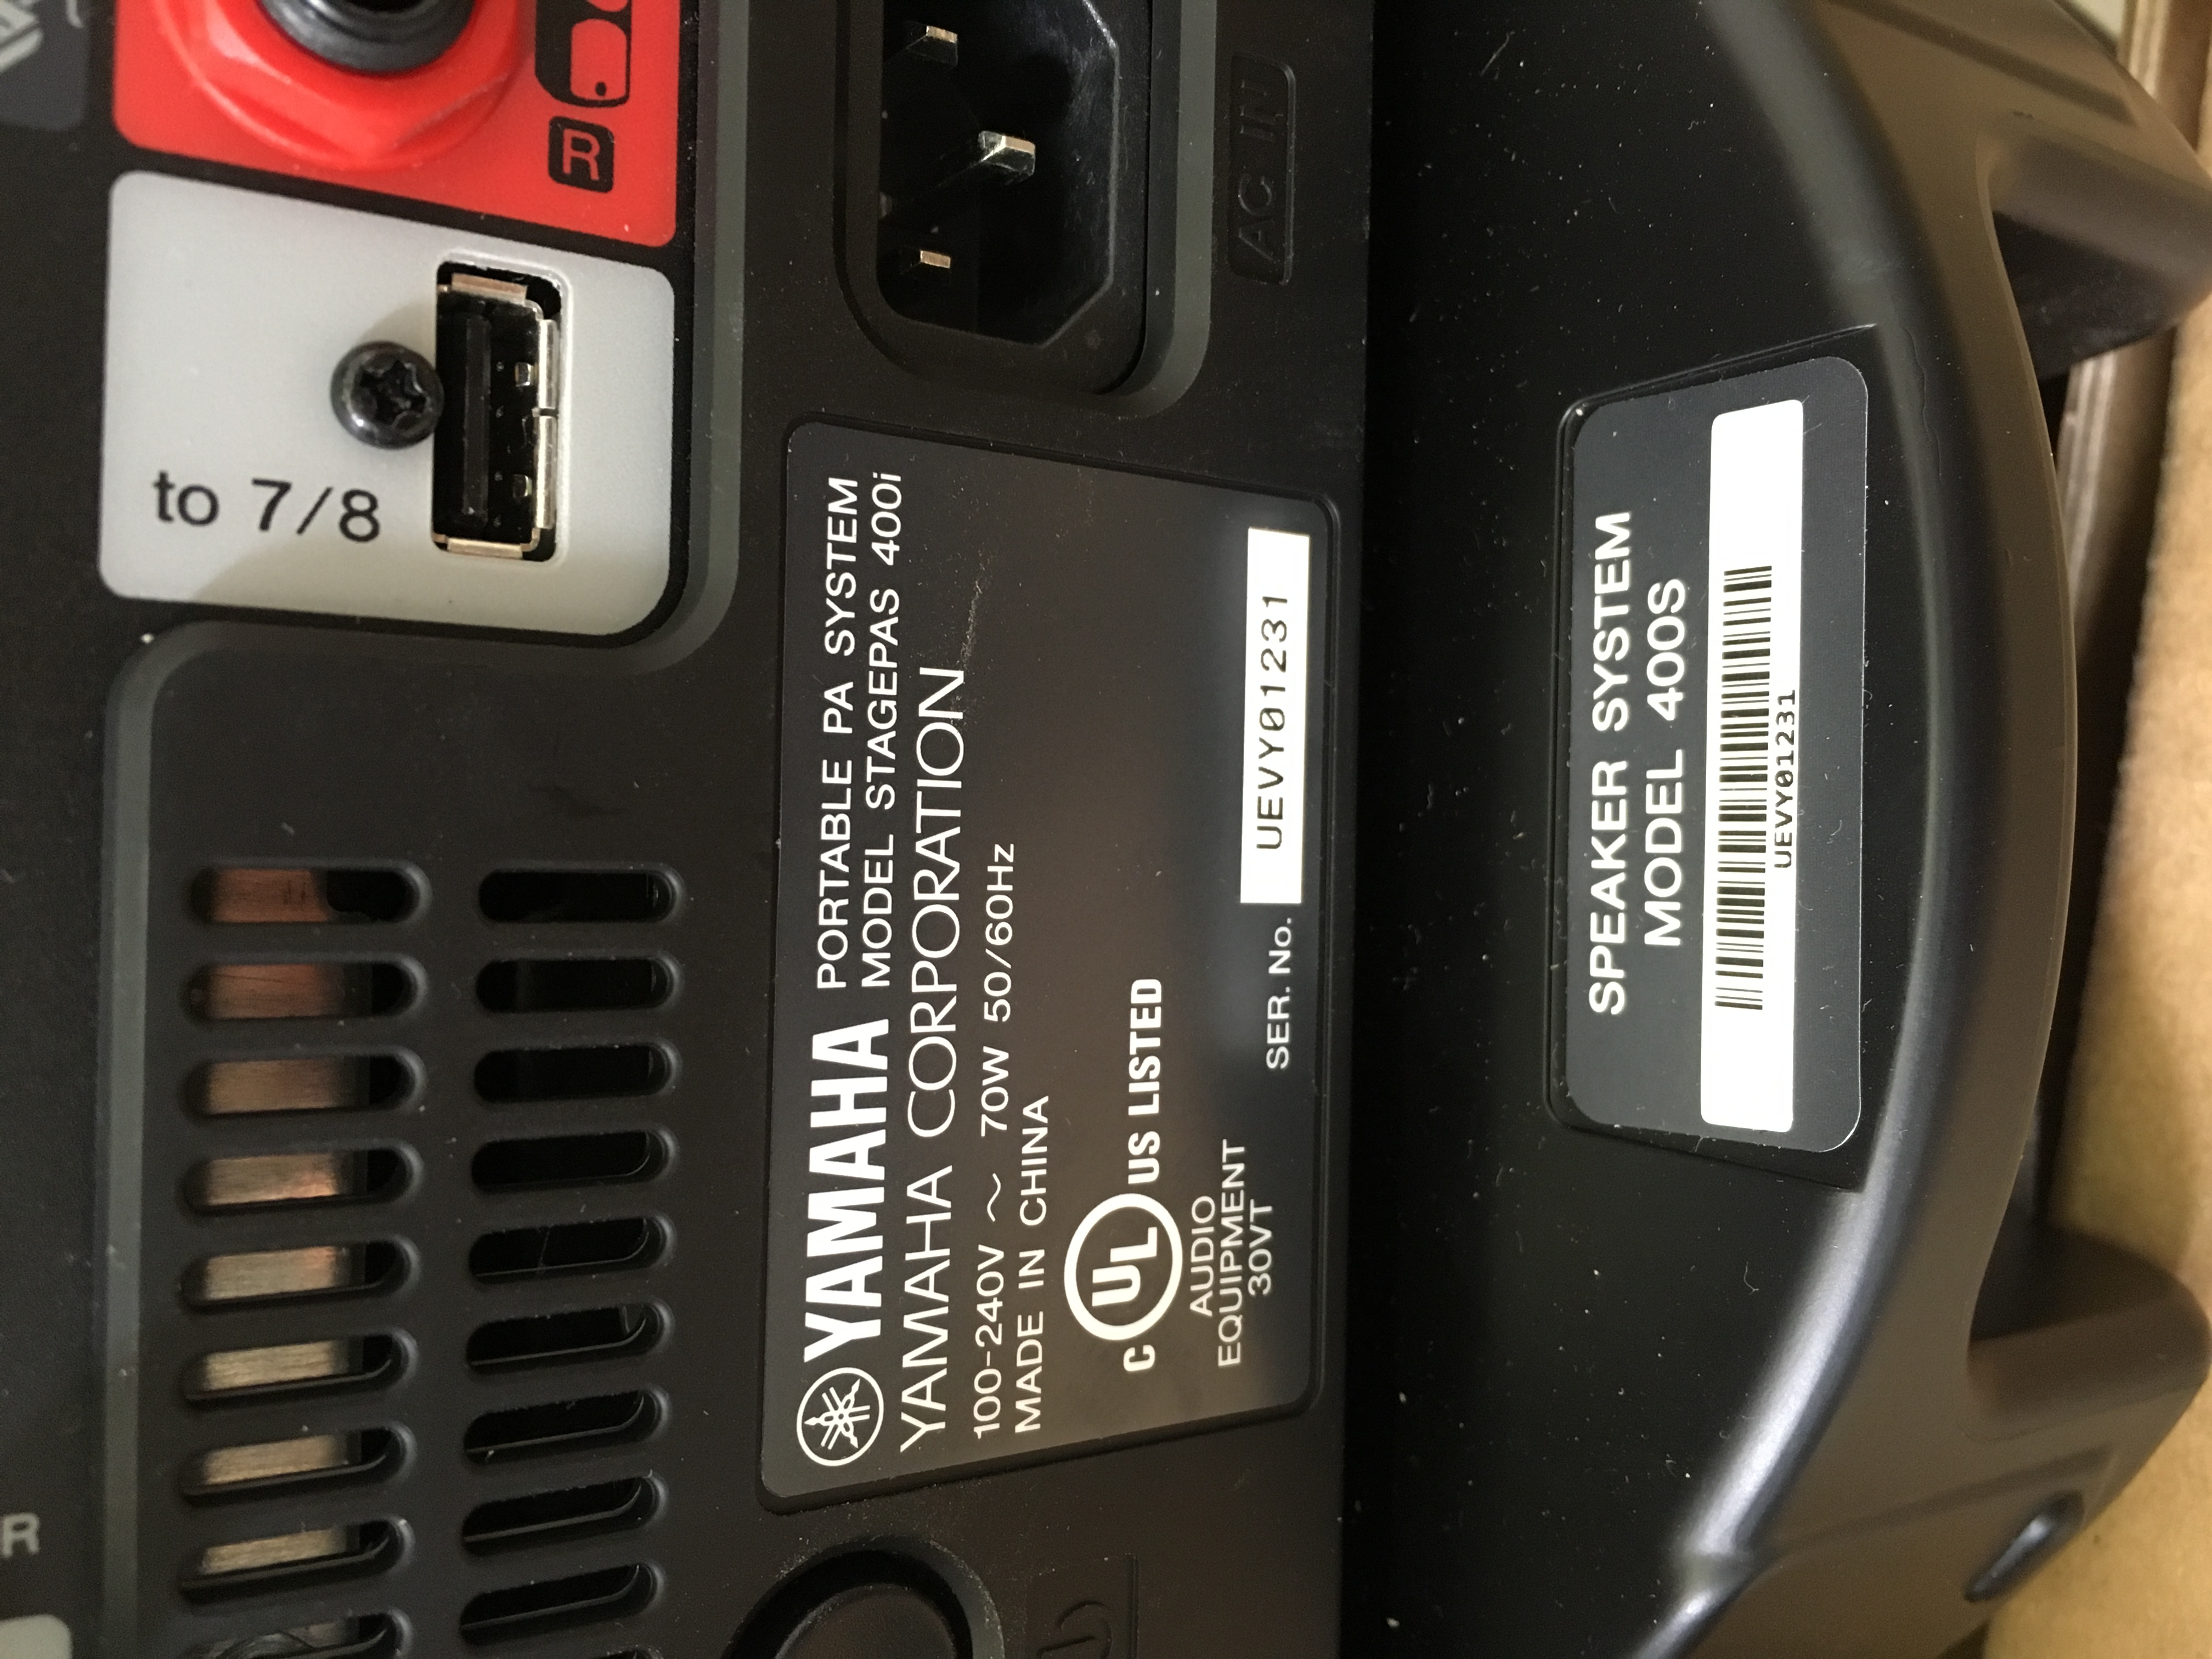 R
to 7/8
AC IN
YAMAHA PORTABLE PA SYSTEM
MODEL STAGEPAS 400i
YAMAHA CORPORATION
100-240V ~ 70W 50/60Hz
MADE IN CHINA
C UL US LISTED
AUDIO
EQUIPMENT
30VT
SER. No. UEVY01231
SPEAKER SYSTEM
MODEL 400S
UEVY01231
R